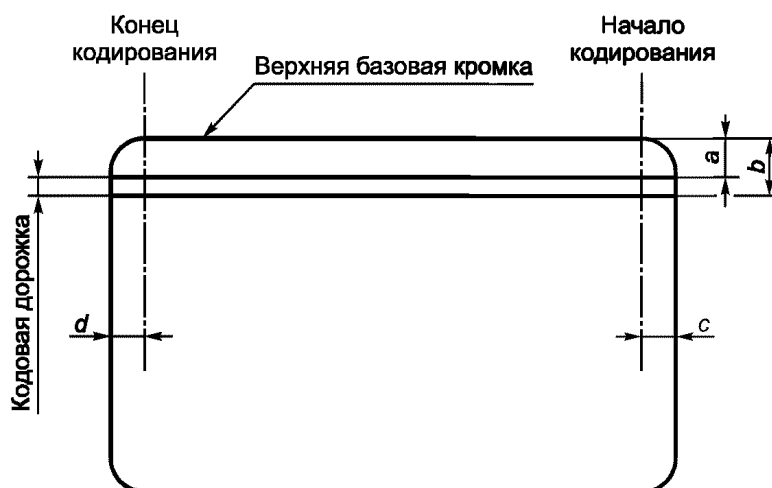 Конец
кодирования
Начало
кодирования
Верхняя базовая кромка
a
b
Кодовая дорожка
d
c